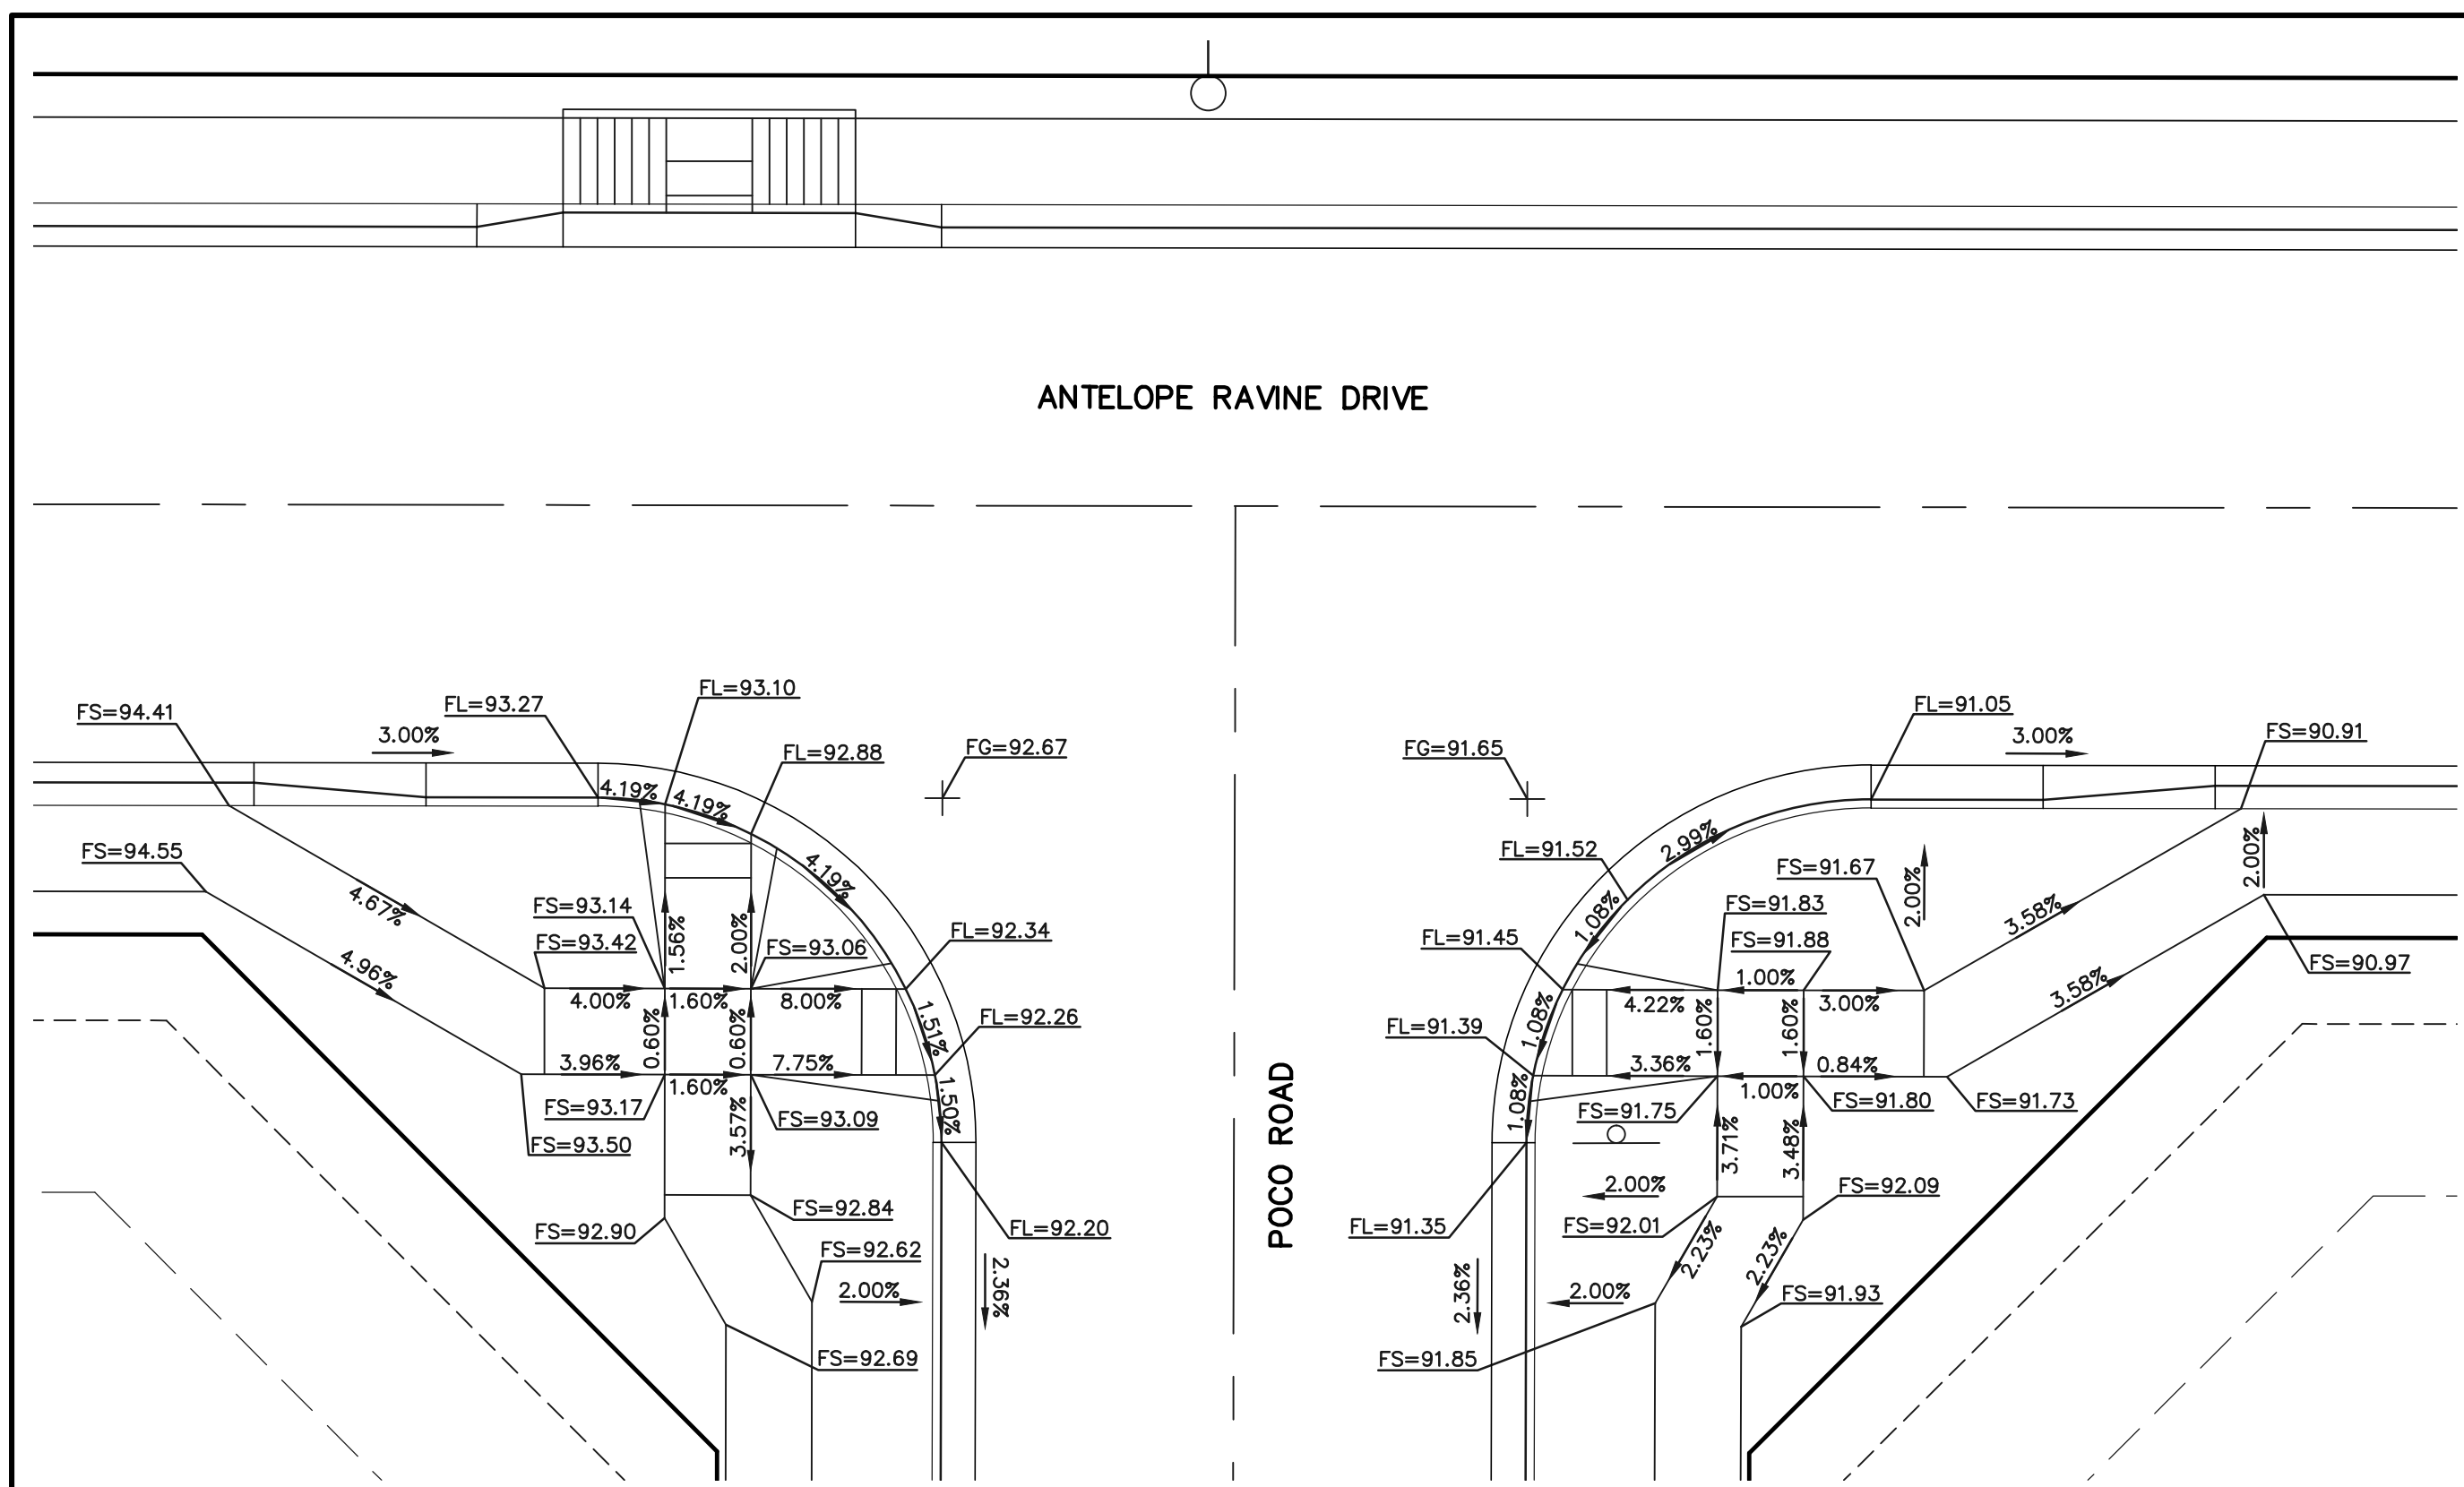 ANTELOPE RAVINE DRIVE
POCO ROAD
FS=94.41
FL=93.27
FL=93.10
3.00%
FL=92.88
FG=92.67
4.19%
4.19%
4.19%
FS=94.55
4.67%
4.96%
FS=93.14
FS=93.42
1.56%
2.00%
FS=93.06
FL=92.34
4.00%
1.60%
8.00%
0.60%
0.60%
1.51%
FL=92.26
3.96%
7.75%
1.60%
1.50%
FS=93.17
FS=93.09
3.57%
FS=93.50
FS=92.84
FS=92.90
FL=92.20
FS=92.62
2.00%
2.36%
FS=92.69
FL=91.05
FG=91.65
3.00%
FS=90.91
FL=91.52
2.99%
FS=91.67
2.00%
2.00%
1.08%
FS=91.83
3.58%
FL=91.45
FS=91.88
1.00%
FS=90.97
4.22%
3.00%
3.58%
1.08%
1.60%
1.60%
FL=91.39
3.36%
0.84%
1.00%
1.08%
FS=91.75
FS=91.80
FS=91.73
3.71%
3.48%
2.00%
FS=92.09
FL=91.35
FS=92.01
2.23%
2.23%
2.36%
2.00%
FS=91.93
FS=91.85